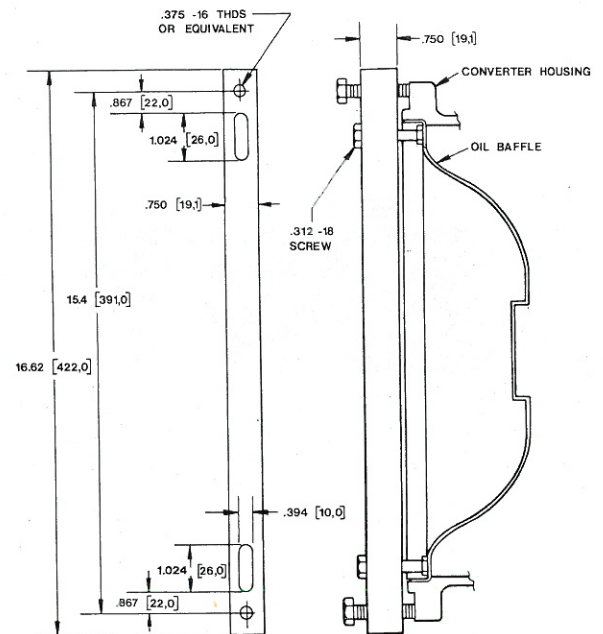 .375 -16 THDS
OR EQUIVALENT
.750 [19,1]
CONVERTER HOUSING
.867 [22,0]
1.024 [26,0]
OIL BAFFLE
.750 [19,1]
.312 -18
SCREW
15.4 [391,0]
16.62 [422,0]
.394 [10,0]
1.024 [26,0]
.867 [22,0]